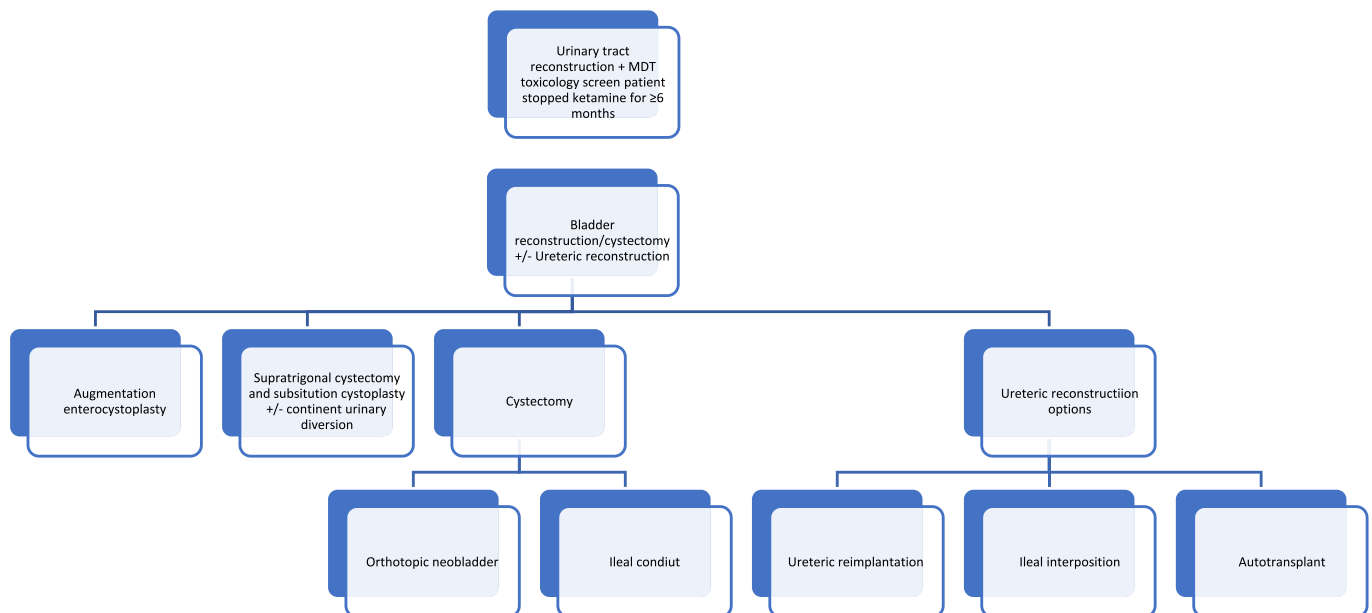 Urinary tract
reconstruction + MDT
toxicology screen patient
stopped ketamine for ≥6
months
Bladder
reconstruction/cystectomy
+/- Ureteric reconstruction
Augmentation
enterocystoplasty
Supratrigonal cystectomy
and subsitution cystoplasty
+/- continent urinary
diversion
Cystectomy
Ureteric reconstructiion
options
Orthotopic neobladder
Ileal condiut
Ureteric reimplantation
Ileal interposition
Autotransplant